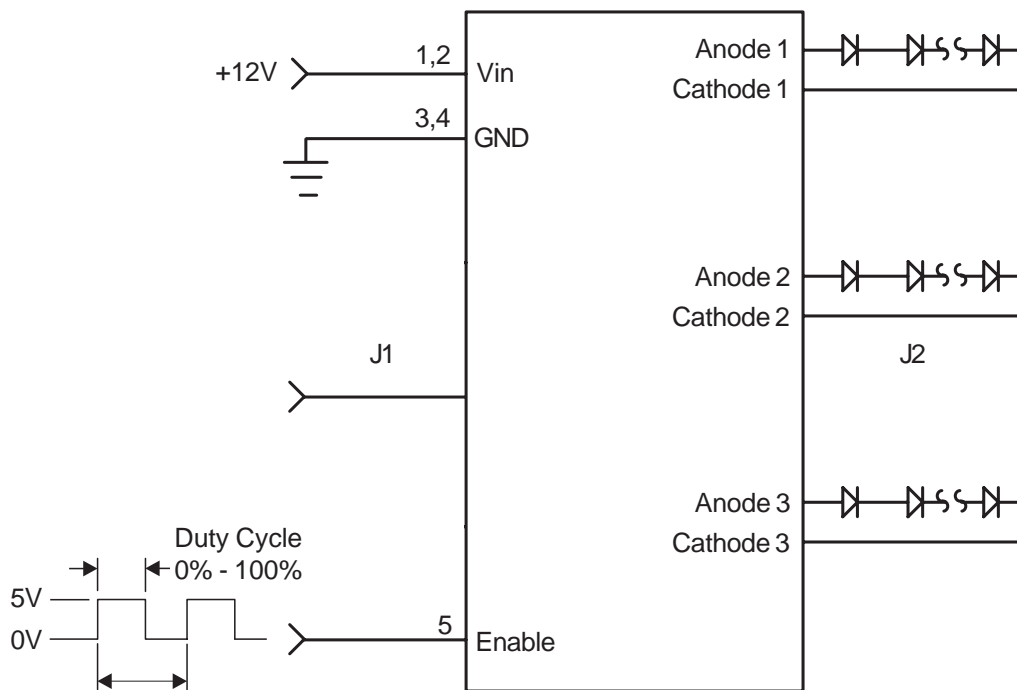 +12V
1,2
Vin
3,4
GND
Anode 1
Cathode 1
Anode 2
Cathode 2
J1
J2
Anode 3
Cathode 3
Duty Cycle
0% - 100%
5V
0V
5
Enable